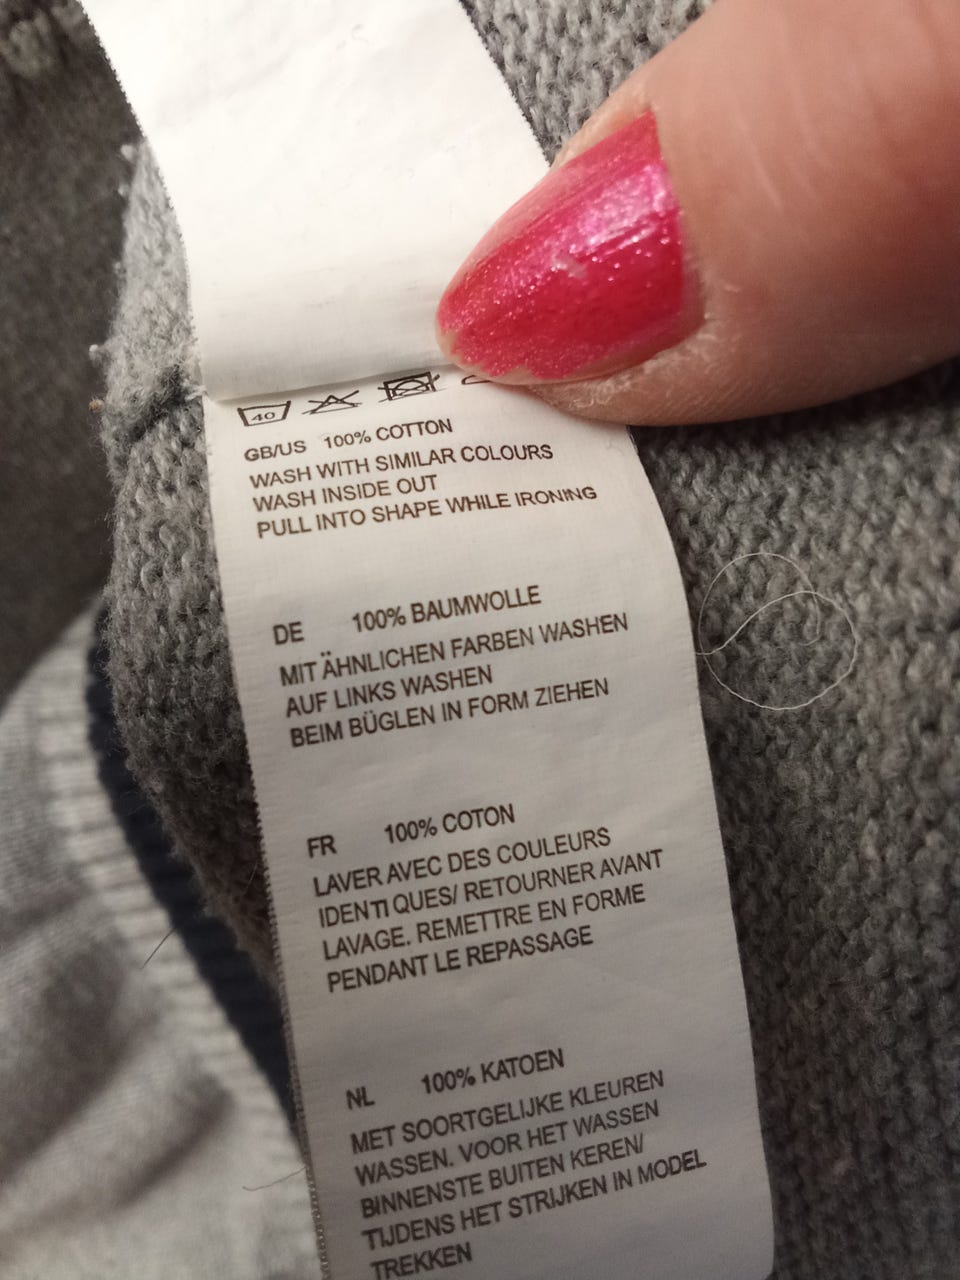 40
GB/US 100% COTTON
WASH WITH SIMILAR COLOURS
WASH INSIDE OUT
PULL INTO SHAPE WHILE IRONING
DE 100% BAUMWOLLE
MIT ÄHNLICHEN FARBEN WASHEN
AUF LINKS WASHEN
BEIM BÜGLEN IN FORM ZIEHEN
FR 100% COTON
LAVER AVEC DES COULEURS
IDENTIQUES/ RETOURNER AVANT
LAVAGE. REMETTRE EN FORME
PENDANT LE REPASSAGE
NL 100% KATOEN
MET SOORTGELIJKE KLEUREN
WASSEN. VOOR HET WASSEN
BINNENSTE BUITEN KEREN/
TIJDENS HET STRIJKEN IN MODEL
TREKKEN